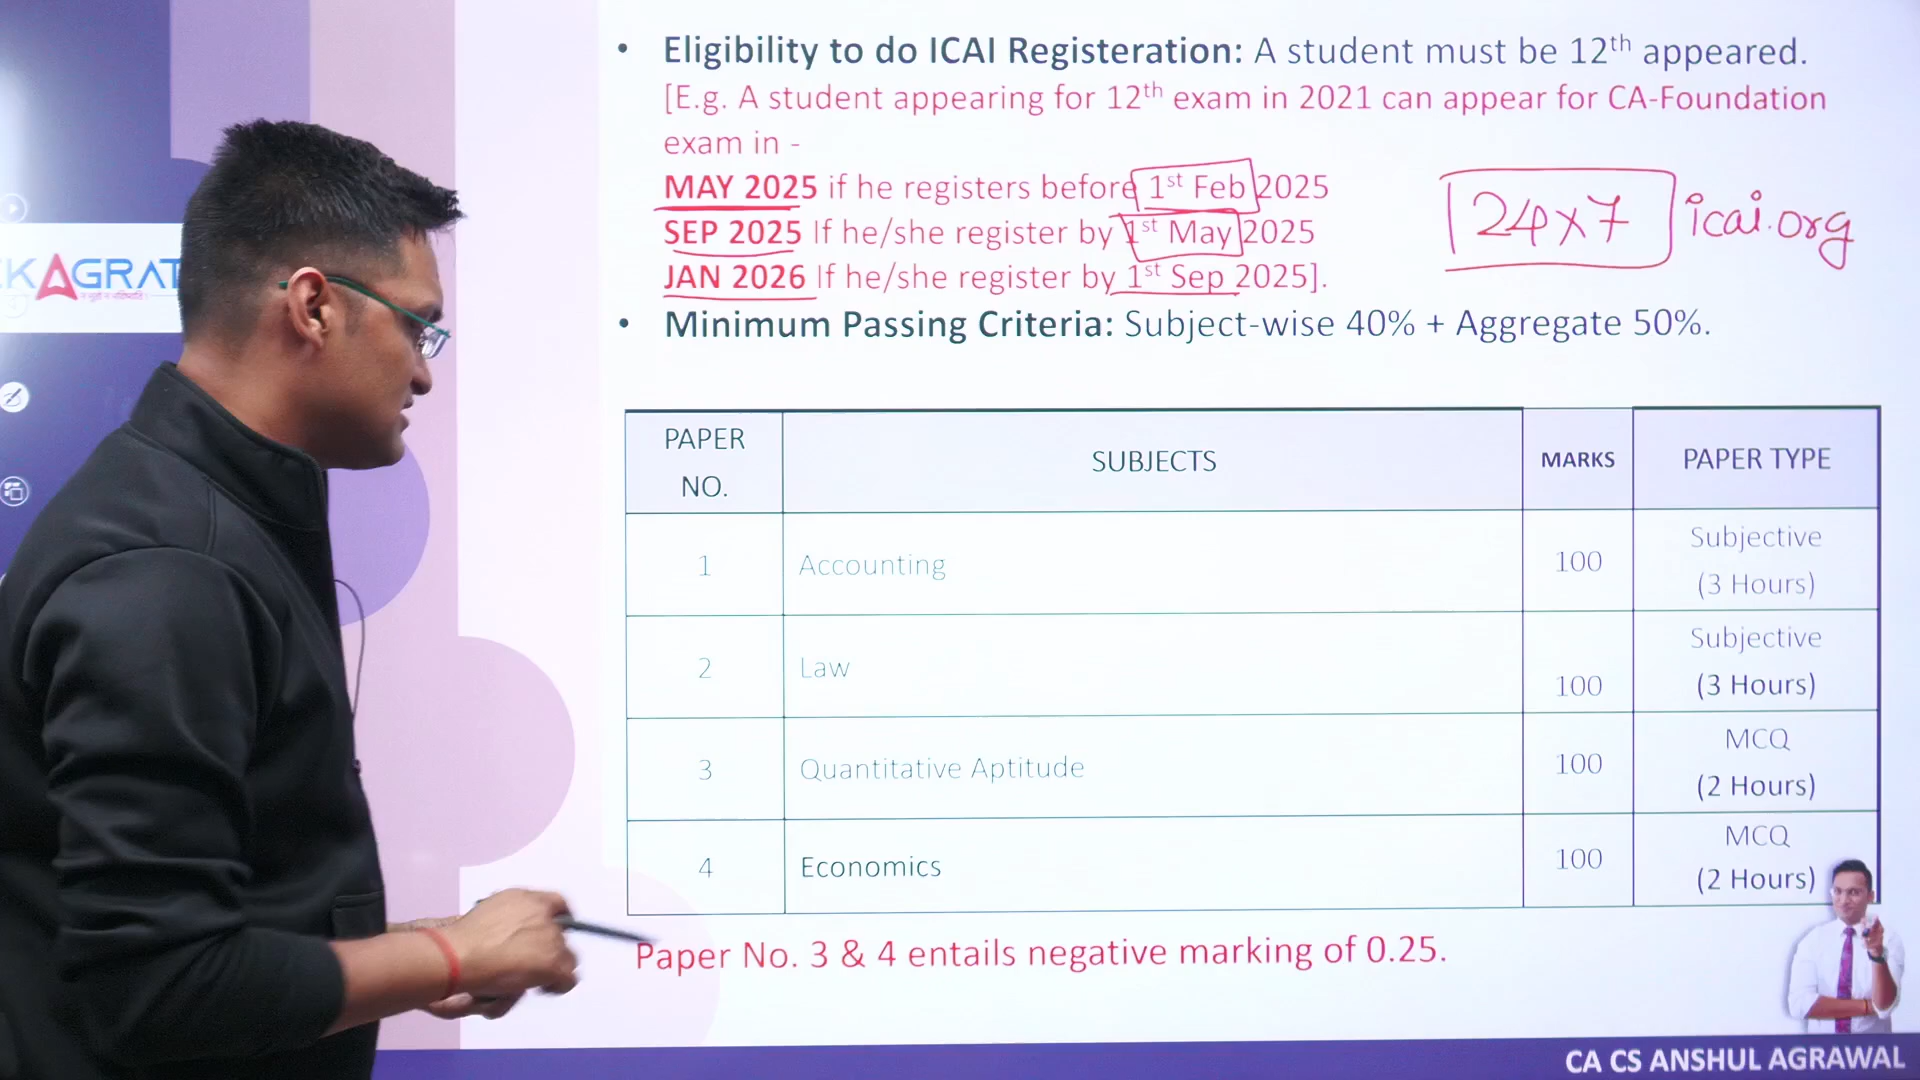 • Eligibility to do ICAI Registeration: A student must be 12th appeared.
[E.g. A student appearing for 12th exam in 2021 can appear for CA-Foundation
exam in -
MAY 2025 if he registers before 1st Feb 2025
SEP 2025 If he/she register by 1st May 2025
JAN 2026 If he/she register by 1st Sep 2025].
24x7 icai.org
• Minimum Passing Criteria: Subject-wise 40% + Aggregate 50%.
PAPER NO. SUBJECTS MARKS PAPER TYPE
1 Accounting 100 Subjective (3 Hours)
2 Law 100 Subjective (3 Hours)
3 Quantitative Aptitude 100 MCQ (2 Hours)
4 Economics 100 MCQ (2 Hours)
Paper No. 3 & 4 entails negative marking of 0.25.
CA CS ANSHUL AGRAWAL